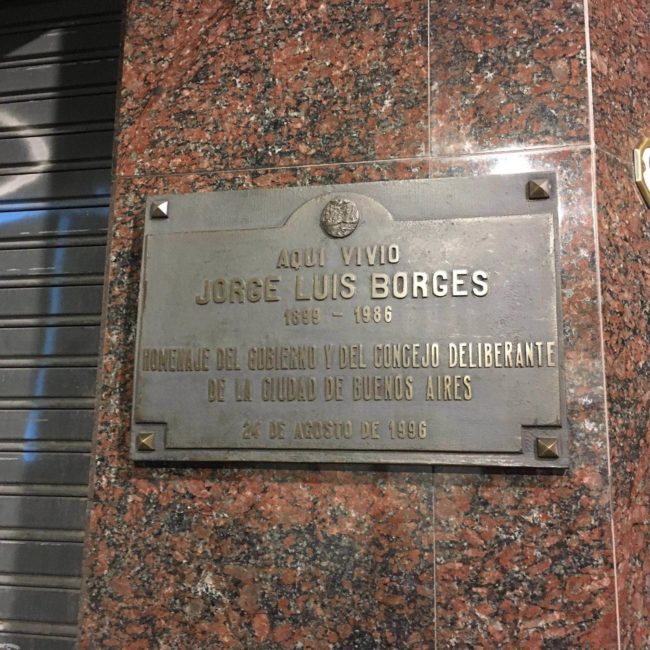 AQUI VIVIO
JORGE LUIS BORGES
1899 - 1986
HOMENAJE DEL GOBIERNO Y DEL CONCEJO DELIBERANTE
DE LA CIUDAD DE BUENOS AIRES
24 DE AGOSTO DE 1996